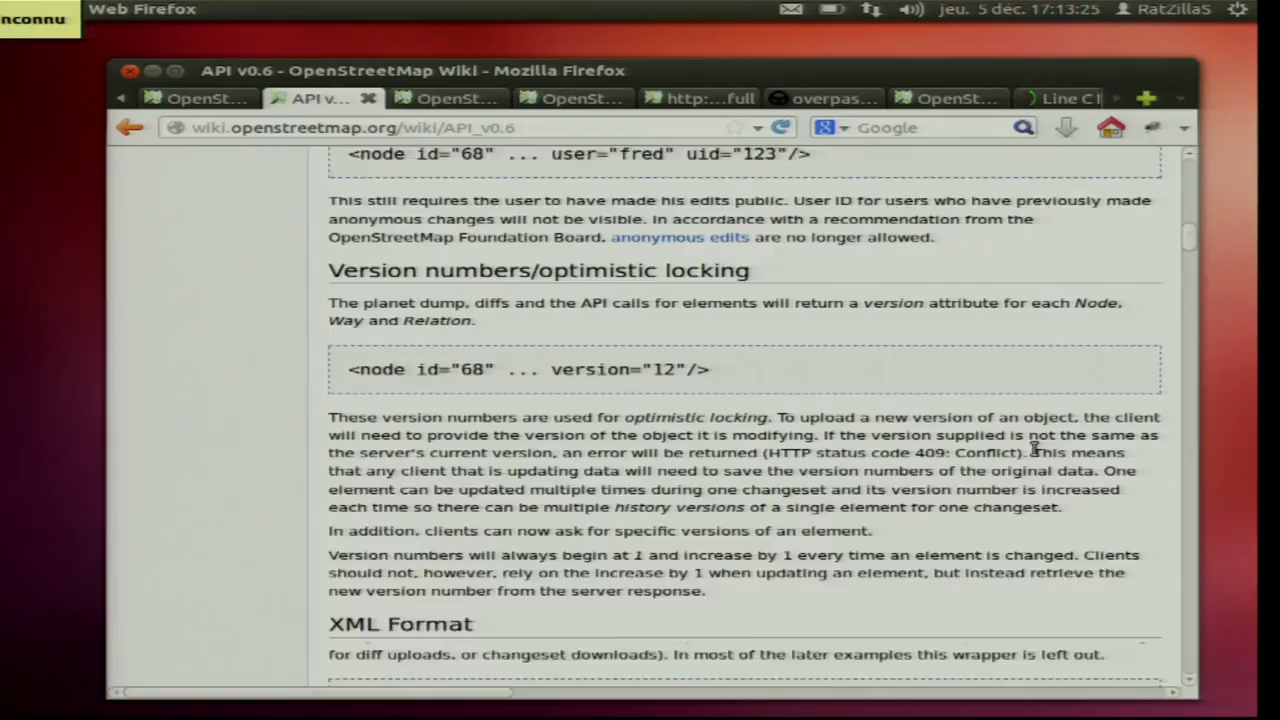 nconnu
Web Firefox
jeu. 5 déc. 17:13:25
RatZillaS
API v0.6 - OpenStreetMap Wiki - Mozilla Firefox
OpenSt...
API v...
OpenSt...
OpenSt...
http:...full
overpas...
OpenSt...
Line Cl
wiki.openstreetmap.org/wiki/API_v0.6
Google
<node id="68" ... user="fred" uid="123"/>
This still requires the user to have made his edits public. User ID for users who have previously made
anonymous changes will not be visible. In accordance with a recommendation from the
OpenStreetMap Foundation Board, anonymous edits are no longer allowed.
Version numbers/optimistic locking
The planet dump, diffs and the API calls for elements will return a version attribute for each Node,
Way and Relation.
<node id="68" ... version="12"/>
These version numbers are used for optimistic locking. To upload a new version of an object, the client
will need to provide the version of the object it is modifying. If the version supplied is not the same as
the server's current version, an error will be returned (HTTP status code 409: Conflict). This means
that any client that is updating data will need to save the version numbers of the original data. One
element can be updated multiple times during one changeset and its version number is increased
each time so there can be multiple history versions of a single element for one changeset.
In addition, clients can now ask for specific versions of an element.
Version numbers will always begin at 1 and increase by 1 every time an element is changed. Clients
should not, however, rely on the increase by 1 when updating an element, but instead retrieve the
new version number from the server response.
XML Format
for diff uploads, or changeset downloads). In most of the later examples this wrapper is left out.